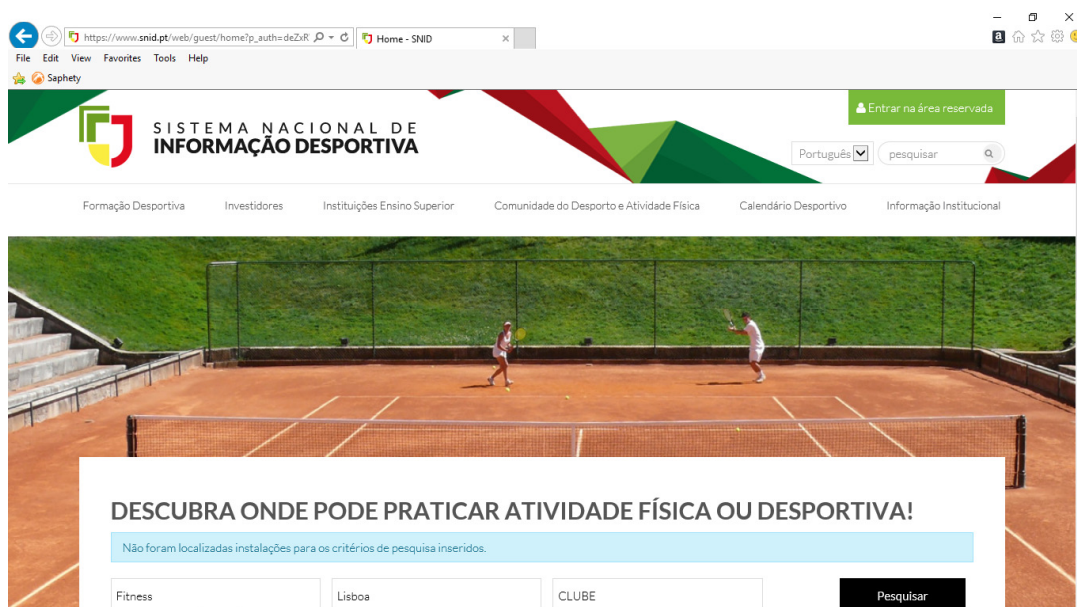 https://www.snid.pt/web/guest/home?p_auth=deZxR
Home - SNID
File Edit View Favorites Tools Help
Saphety
Entrar na área reservada
SISTEMA NACIONAL DE
INFORMAÇÃO DESPORTIVA
Português pesquisar
Formação Desportiva Investidores Instituições Ensino Superior Comunidade do Desporto e Atividade Física Calendário Desportivo Informação Institucional
DESCUBRA ONDE PODE PRATICAR ATIVIDADE FÍSICA OU DESPORTIVA!
Não foram localizadas instalações para os critérios de pesquisa inseridos.
Fitness Lisboa CLUBE Pesquisar